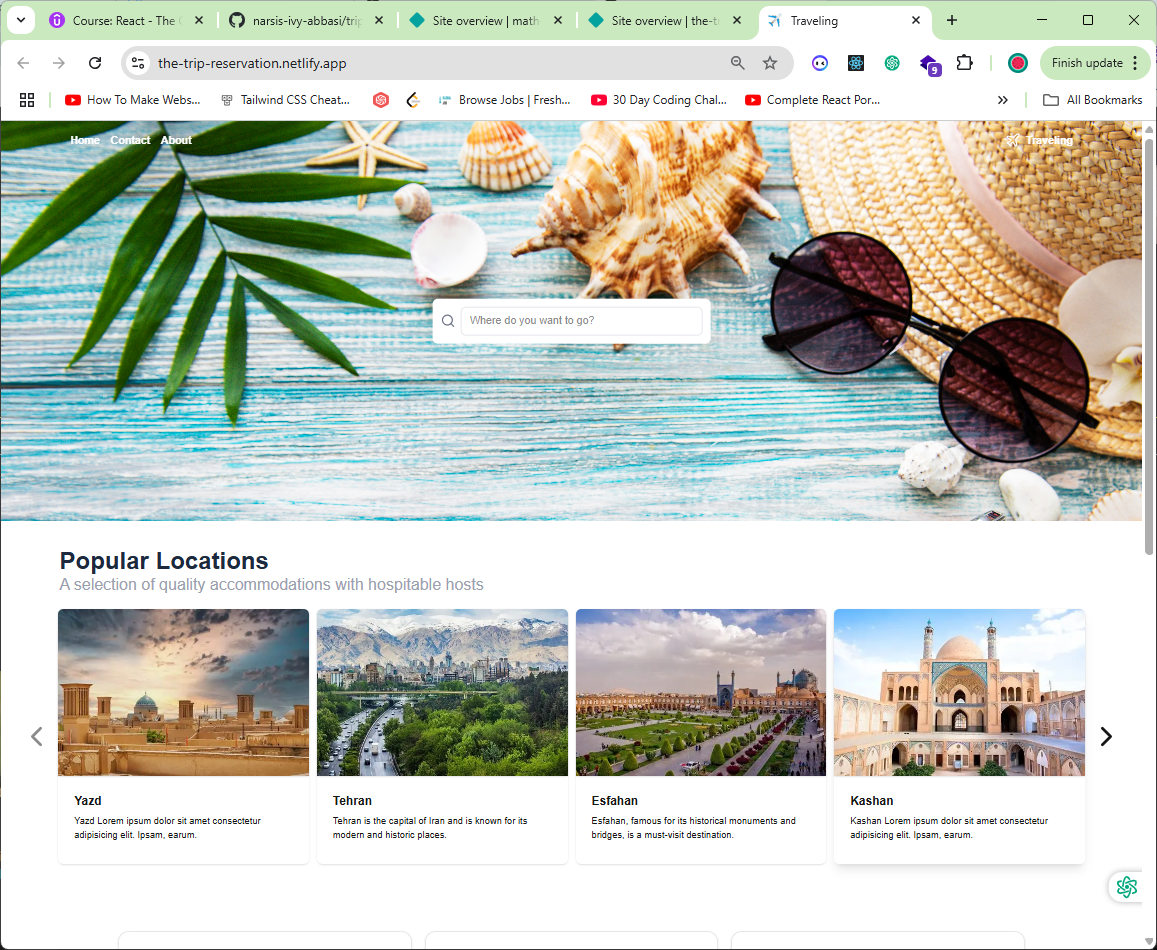 Course: React - The
narsis-ivy-abbasi/trip
Site overview | math
Site overview | the-t
Traveling
the-trip-reservation.netlify.app
9
Finish update
How To Make Webs...
Tailwind CSS Cheat...
Browse Jobs | Fresh...
30 Day Coding Chal...
Complete React Por...
All Bookmarks
Home
Contact
About
Traveling
Where do you want to go?
Popular Locations
A selection of quality accommodations with hospitable hosts
Yazd
Yazd Lorem ipsum dolor sit amet consectetur
adipisicing elit. Ipsam, earum.
Tehran
Tehran is the capital of Iran and is known for its
modern and historic places.
Esfahan
Esfahan, famous for its historical monuments and
bridges, is a must-visit destination.
Kashan
Kashan Lorem ipsum dolor sit amet consectetur
adipisicing elit. Ipsam, earum.